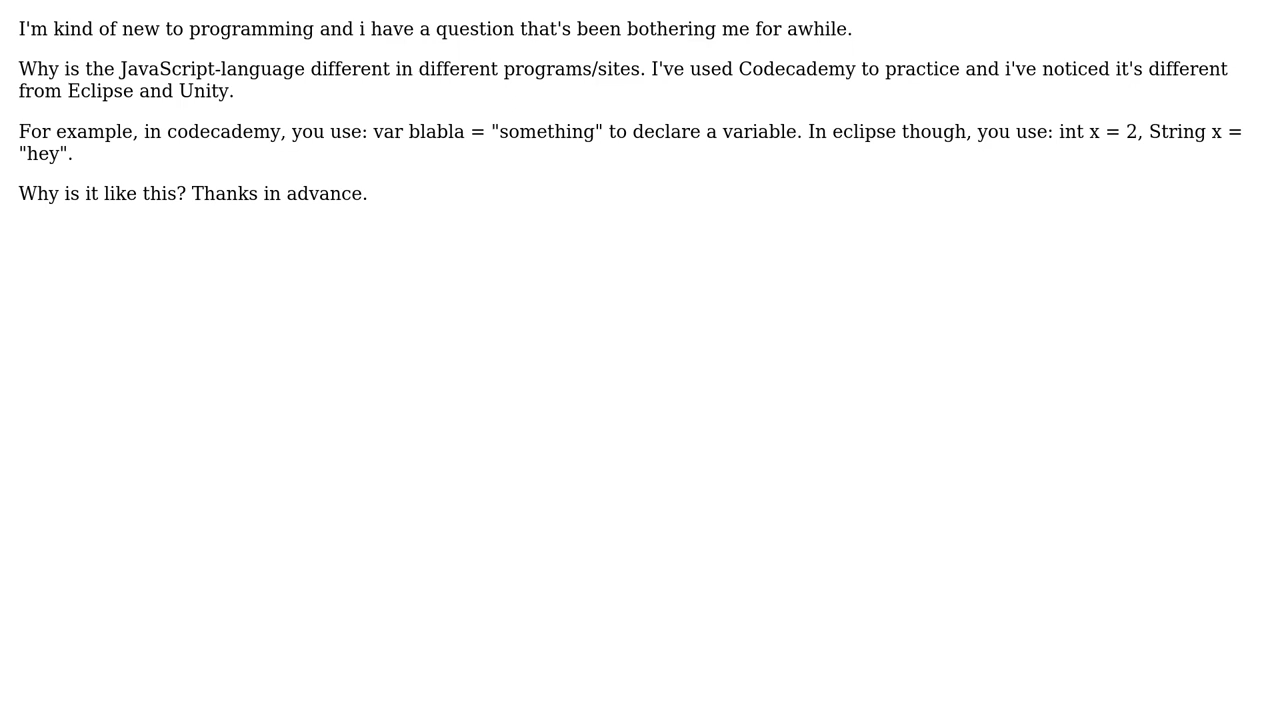 I'm kind of new to programming and i have a question that's been bothering me for awhile.
Why is the JavaScript-language different in different programs/sites. I've used Codecademy to practice and i've noticed it's different
from Eclipse and Unity.
For example, in codecademy, you use: var blabla = "something" to declare a variable. In eclipse though, you use: int x = 2, String x =
"hey".
Why is it like this? Thanks in advance.